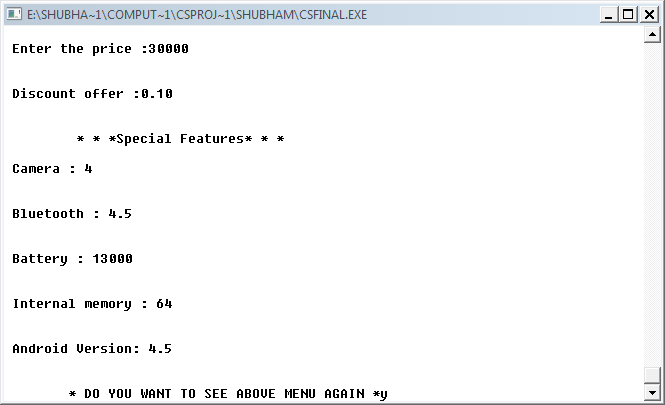 E:\SHUBHA~1\COMPUT~1\CSPROJ~1\SHUBHAM\CSFINAL.EXE
Enter the price :30000
Discount offer :0.10
* * *Special Features* * *
Camera : 4
Bluetooth : 4.5
Battery : 13000
Internal memory : 64
Android Version: 4.5
* DO YOU WANT TO SEE ABOVE MENU AGAIN *y